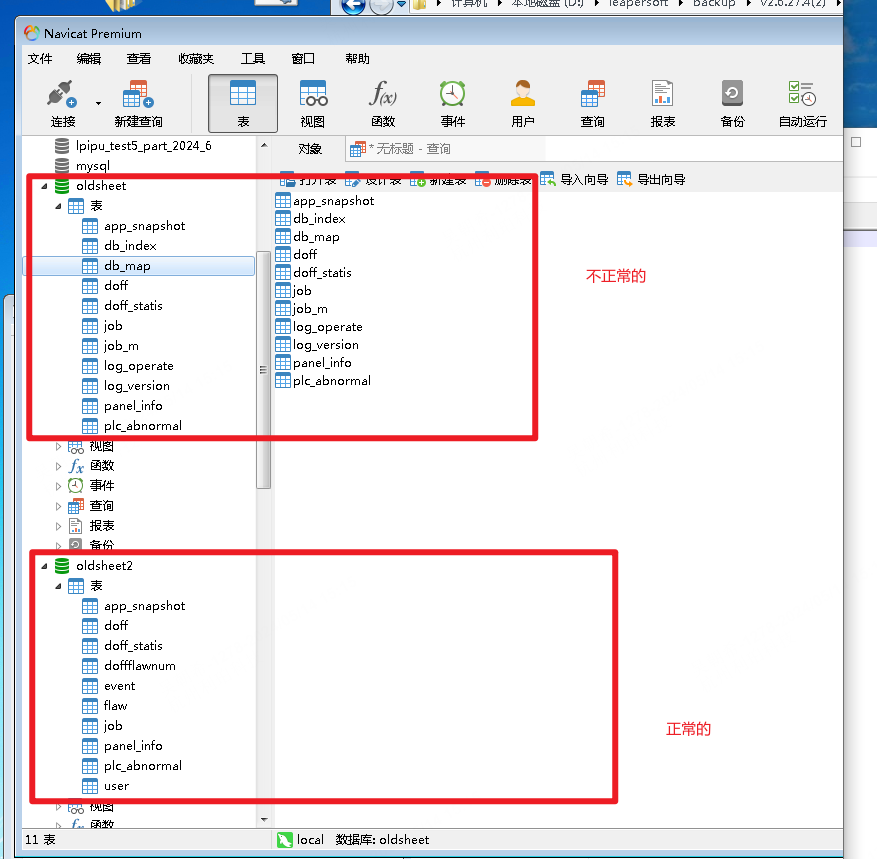 计算机 本地磁盘 (D:) leapersoft backup v2.6.27.4(2)
Navicat Premium
文件 编辑 查看 收藏夹 工具 窗口 帮助
连接 新建查询 表 视图 函数 事件 用户 查询 报表 备份 自动运行
lpipu_test5_part_2024_6
mysql
对象 * 无标题 - 查询
打开表 设计表 新建表 删除表 导入向导 导出向导
oldsheet
表
app_snapshot
db_index
db_map
doff
doff_statis
job
job_m
log_operate
log_version
panel_info
plc_abnormal
视图
函数
事件
查询
报表
备份
app_snapshot
db_index
db_map
doff
doff_statis
job
job_m
log_operate
log_version
panel_info
plc_abnormal
不正常的
oldsheet2
表
app_snapshot
doff
doff_statis
doffflawnum
event
flaw
job
panel_info
plc_abnormal
user
视图
函数
正常的
11 表 local 数据库: oldsheet